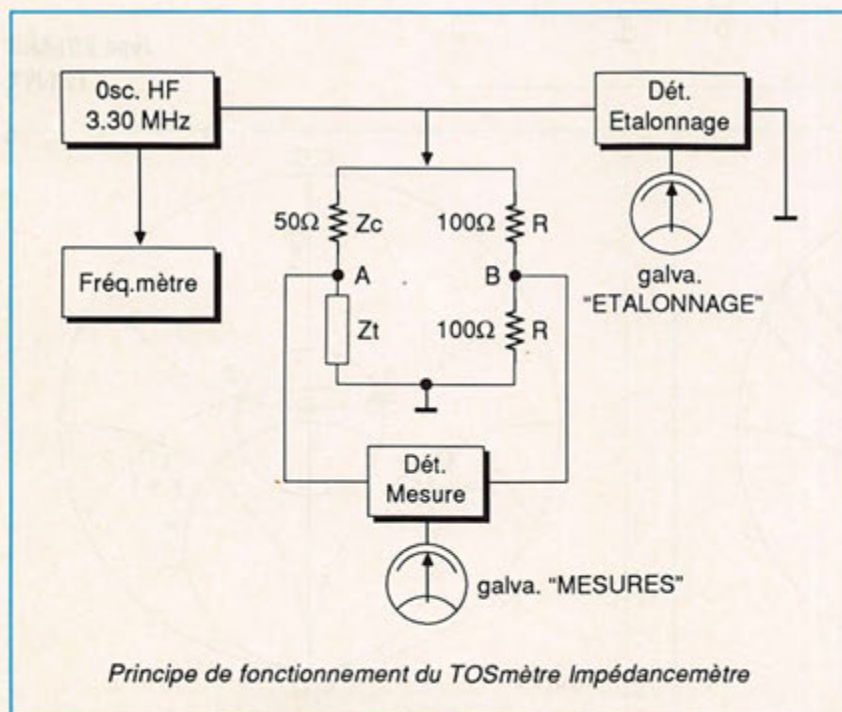 0sc. HF
3.30 MHz
Dét.
Etalonnage
Fréq.mètre
50Ω
Zc
100Ω
R
A
B
Zt
100Ω
R
galva.
"ETALONNAGE"
Dét.
Mesure
galva. "MESURES"
Principe de fonctionnement du TOSmètre Impédancemètre